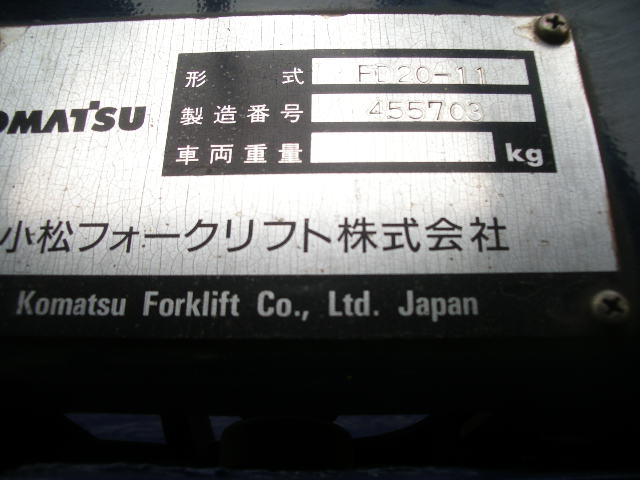 形式 FD20-11
KOMATSU 製造番号 455703
車両重量 kg
小松フォークリフト株式会社
Komatsu Forklift Co., Ltd. Japan